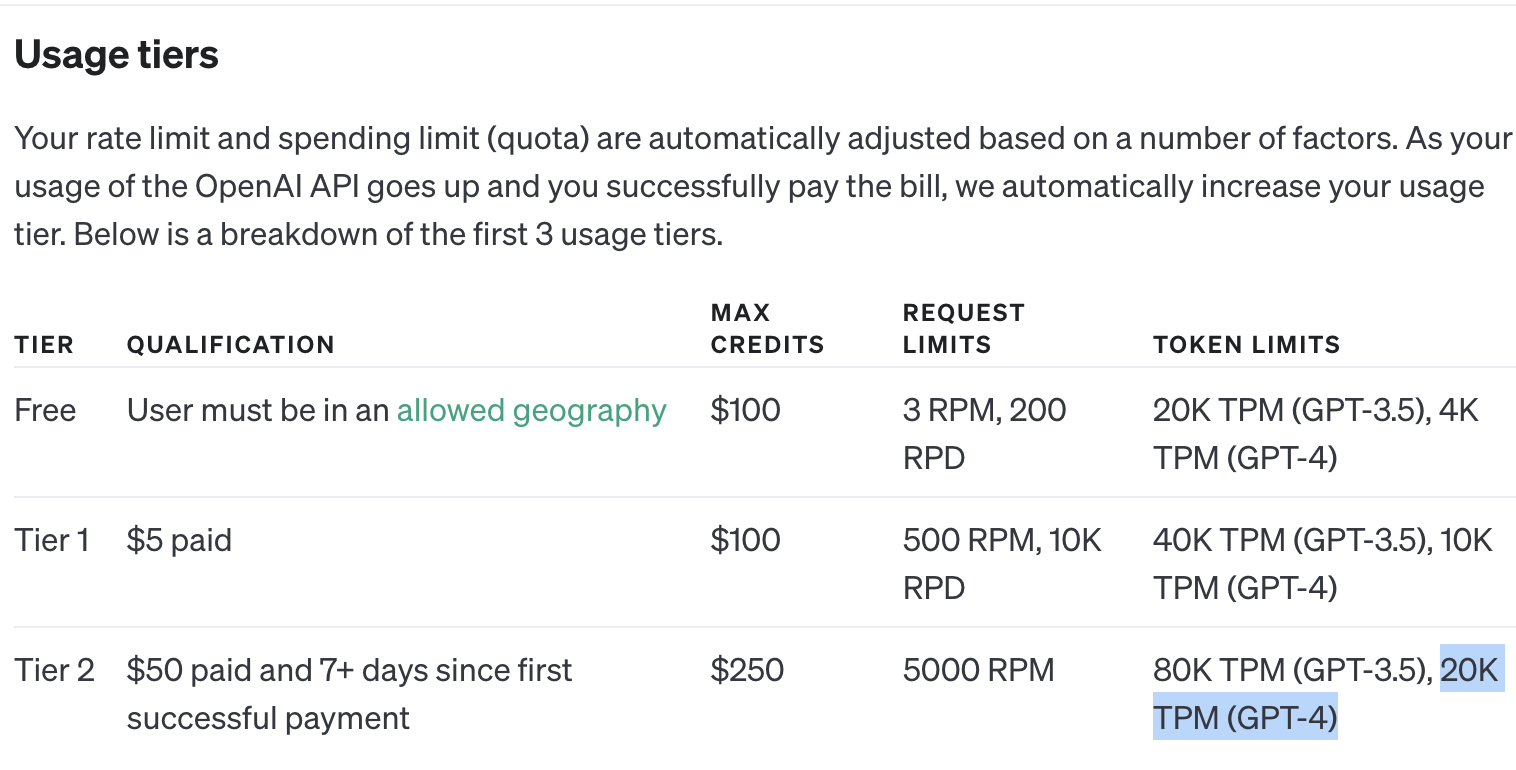 Usage tiers
Your rate limit and spending limit (quota) are automatically adjusted based on a number of factors. As your
usage of the OpenAI API goes up and you successfully pay the bill, we automatically increase your usage
tier. Below is a breakdown of the first 3 usage tiers.
TIER QUALIFICATION MAX CREDITS REQUEST LIMITS TOKEN LIMITS
Free User must be in an allowed geography $100 3 RPM, 200 RPD 20K TPM (GPT-3.5), 4K TPM (GPT-4)
Tier 1 $5 paid $100 500 RPM, 10K RPD 40K TPM (GPT-3.5), 10K TPM (GPT-4)
Tier 2 $50 paid and 7+ days since first successful payment $250 5000 RPM 80K TPM (GPT-3.5), 20K TPM (GPT-4)